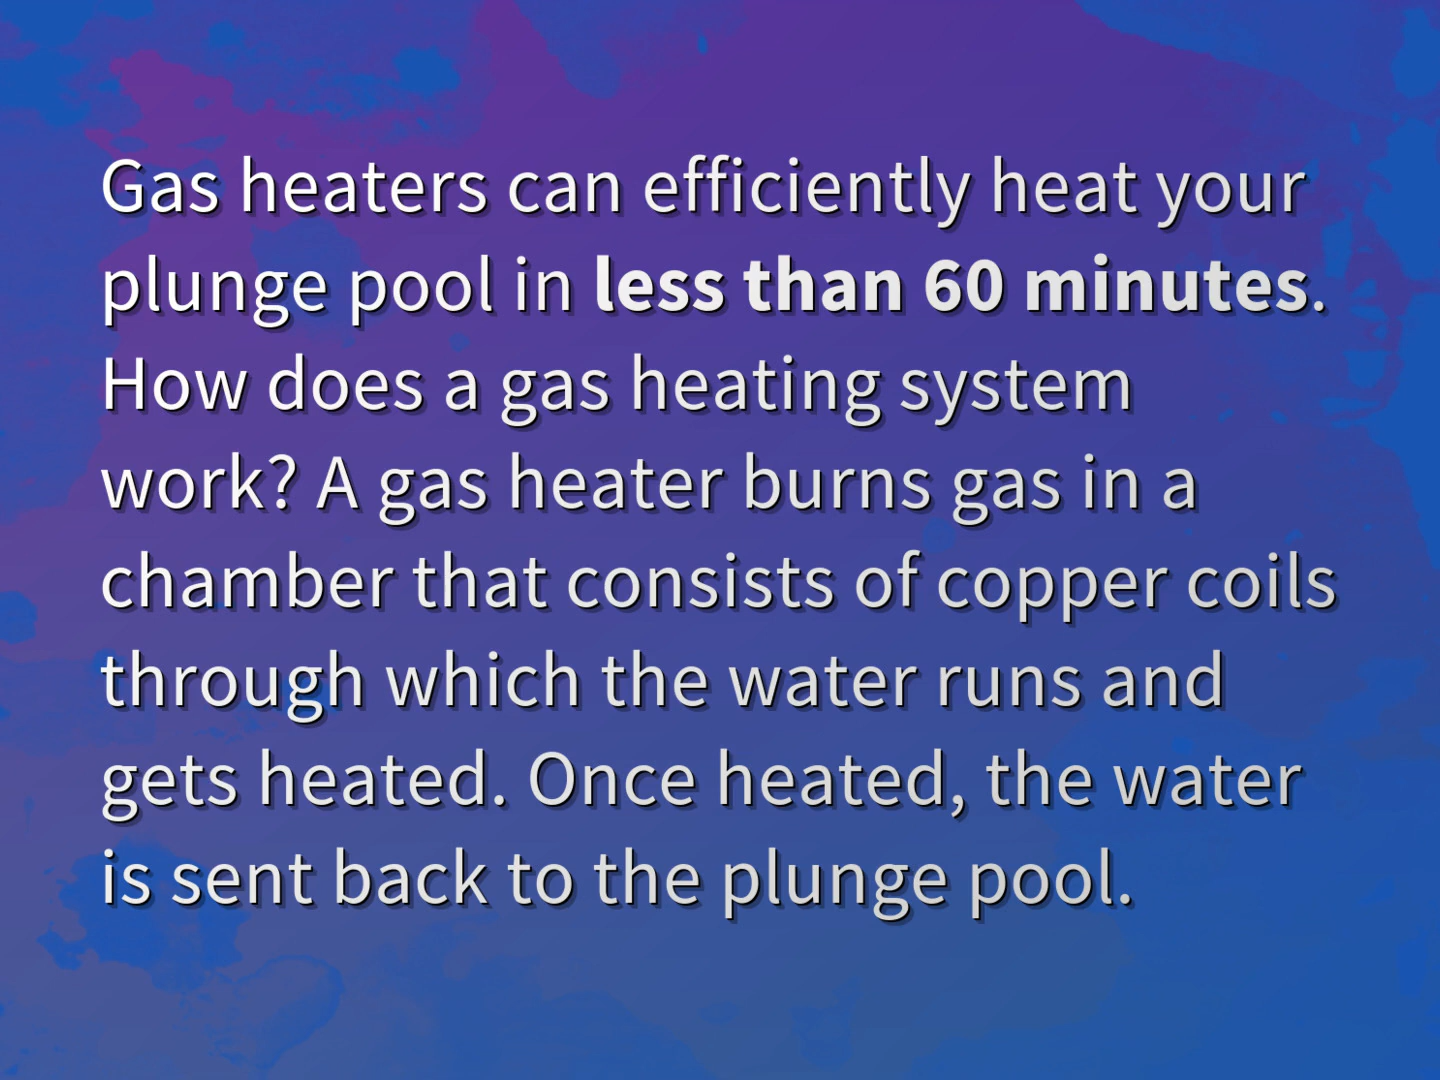 Gas heaters can efficiently heat your
plunge pool in less than 60 minutes.
How does a gas heating system
work? A gas heater burns gas in a
chamber that consists of copper coils
through which the water runs and
gets heated. Once heated, the water
is sent back to the plunge pool.